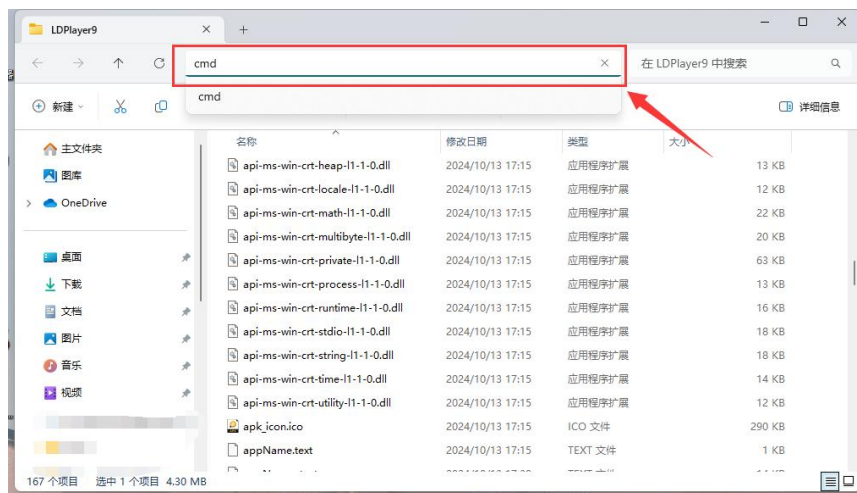 LDPlayer9
cmd
在 LDPlayer9 中搜索
cmd
新建
详细信息
主文件夹
图库
OneDrive
桌面
下载
文档
图片
音乐
视频
名称 修改日期 类型 大小
api-ms-win-crt-heap-l1-1-0.dll 2024/10/13 17:15 应用程序扩展 13 KB
api-ms-win-crt-locale-l1-1-0.dll 2024/10/13 17:15 应用程序扩展 12 KB
api-ms-win-crt-math-l1-1-0.dll 2024/10/13 17:15 应用程序扩展 22 KB
api-ms-win-crt-multibyte-l1-1-0.dll 2024/10/13 17:15 应用程序扩展 20 KB
api-ms-win-crt-private-l1-1-0.dll 2024/10/13 17:15 应用程序扩展 63 KB
api-ms-win-crt-process-l1-1-0.dll 2024/10/13 17:15 应用程序扩展 13 KB
api-ms-win-crt-runtime-l1-1-0.dll 2024/10/13 17:15 应用程序扩展 16 KB
api-ms-win-crt-stdio-l1-1-0.dll 2024/10/13 17:15 应用程序扩展 18 KB
api-ms-win-crt-string-l1-1-0.dll 2024/10/13 17:15 应用程序扩展 18 KB
api-ms-win-crt-time-l1-1-0.dll 2024/10/13 17:15 应用程序扩展 14 KB
api-ms-win-crt-utility-l1-1-0.dll 2024/10/13 17:15 应用程序扩展 12 KB
apk_icon.ico 2024/10/13 17:15 ICO 文件 290 KB
appName.text 2024/10/13 17:15 TEXT 文件 1 KB
167 个项目 选中 1 个项目 4.30 MB